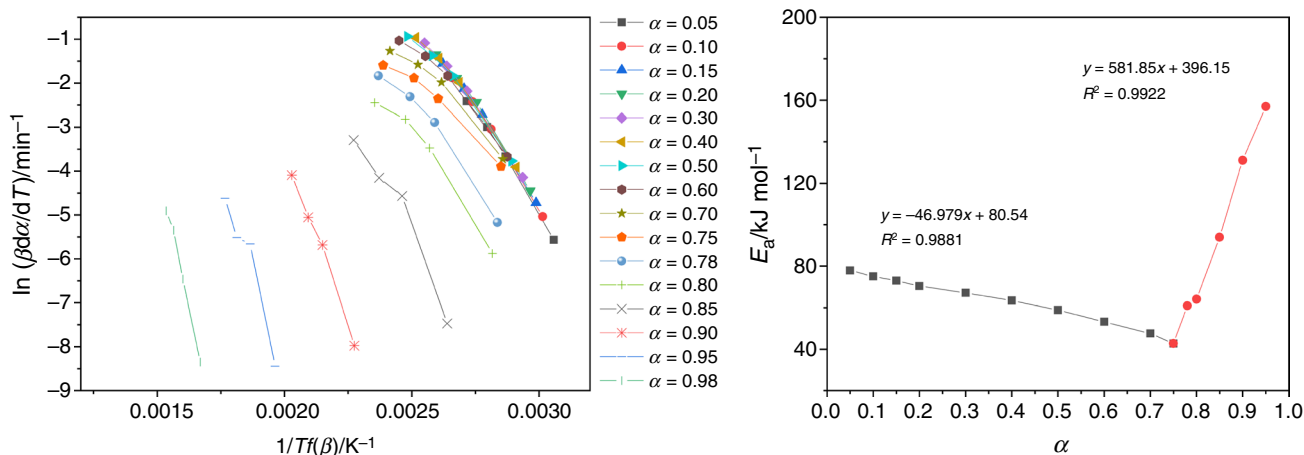 ln (βdα/dT)/min⁻¹
−1
−2
−3
−4
−5
−6
−7
−8
−9
0.0015
0.0020
0.0025
0.0030
1/Tf(β)/K⁻¹
α = 0.05
α = 0.10
α = 0.15
α = 0.20
α = 0.30
α = 0.40
α = 0.50
α = 0.60
α = 0.70
α = 0.75
α = 0.78
α = 0.80
α = 0.85
α = 0.90
α = 0.95
α = 0.98
Eₐ/kJ mol⁻¹
200
160
120
80
40
y = 581.85x + 396.15
R² = 0.9922
y = −46.979x + 80.54
R² = 0.9881
0.0 0.1 0.2 0.3 0.4 0.5 0.6 0.7 0.8 0.9 1.0
α